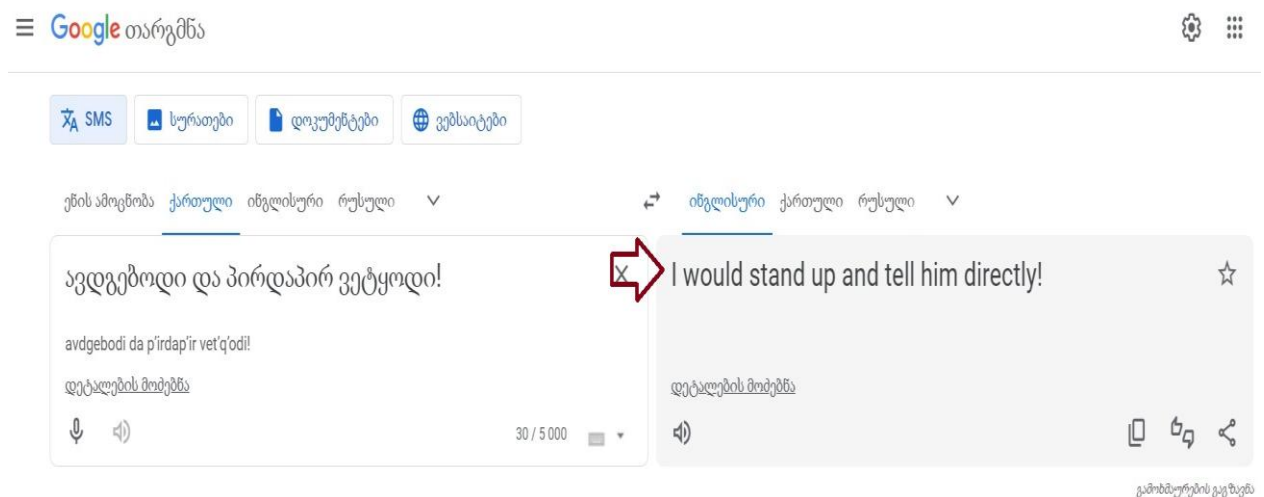 Google თარგმნა
SMS სურათები დოკუმენტები ვებსაიტები
ენის ამოცნობა ქართული ინგლისური რუსული
ინგლისური ქართული რუსული
ავდგებოდი და პირდაპირ ვეტყოდი!
I would stand up and tell him directly!
avdgebodi da p'irdap'ir vet'q'odi!
დეტალების მოძებნა
დეტალების მოძებნა
30 / 5 000
გამოხმაურების გაგზავნა